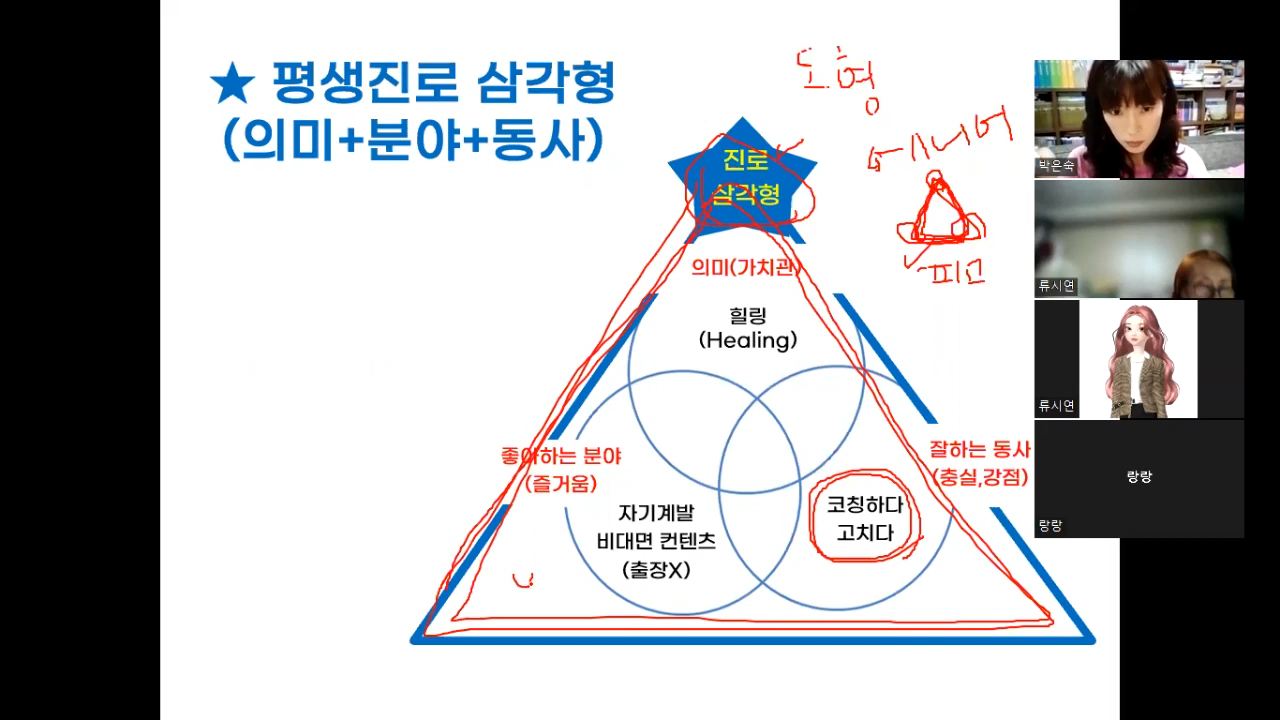 ★ 평생진로 삼각형
(의미+분야+동사)
도형
진로
삼각형
피고
의미(가치관)
힐링
(Healing)
좋아하는 분야
(즐거움)
잘하는 동사
(충실,강점)
자기계발
비대면 컨텐츠
(출장X)
코칭하다
고치다
박은숙
류시연
류시연
랑랑
랑랑